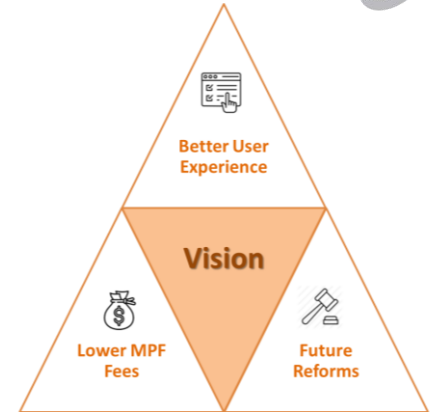 Better User
Experience
Vision
Lower MPF
Fees
Future
Reforms